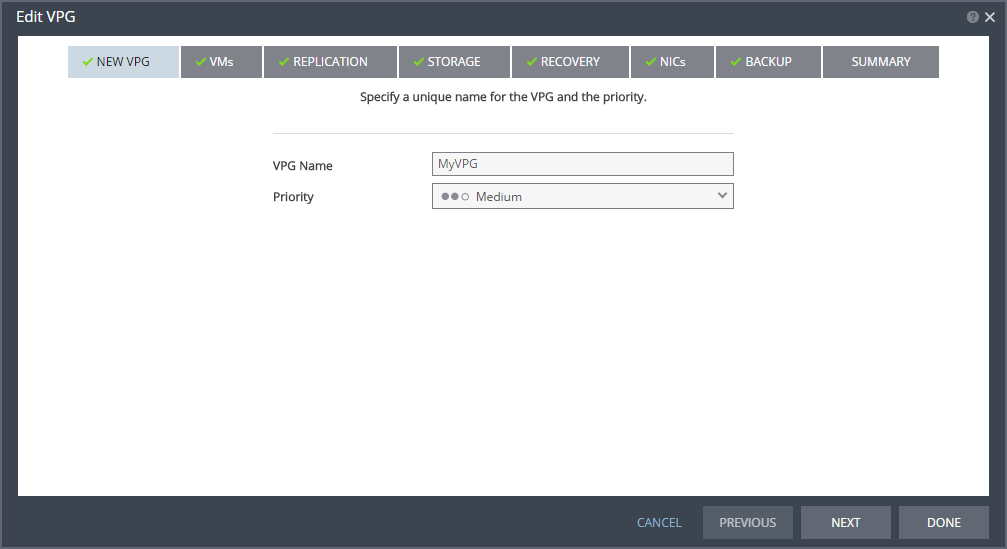 Edit VPG
NEW VPG VMs REPLICATION STORAGE RECOVERY NICs BACKUP SUMMARY
Specify a unique name for the VPG and the priority.
VPG Name MyVPG
Priority Medium
CANCEL PREVIOUS NEXT DONE